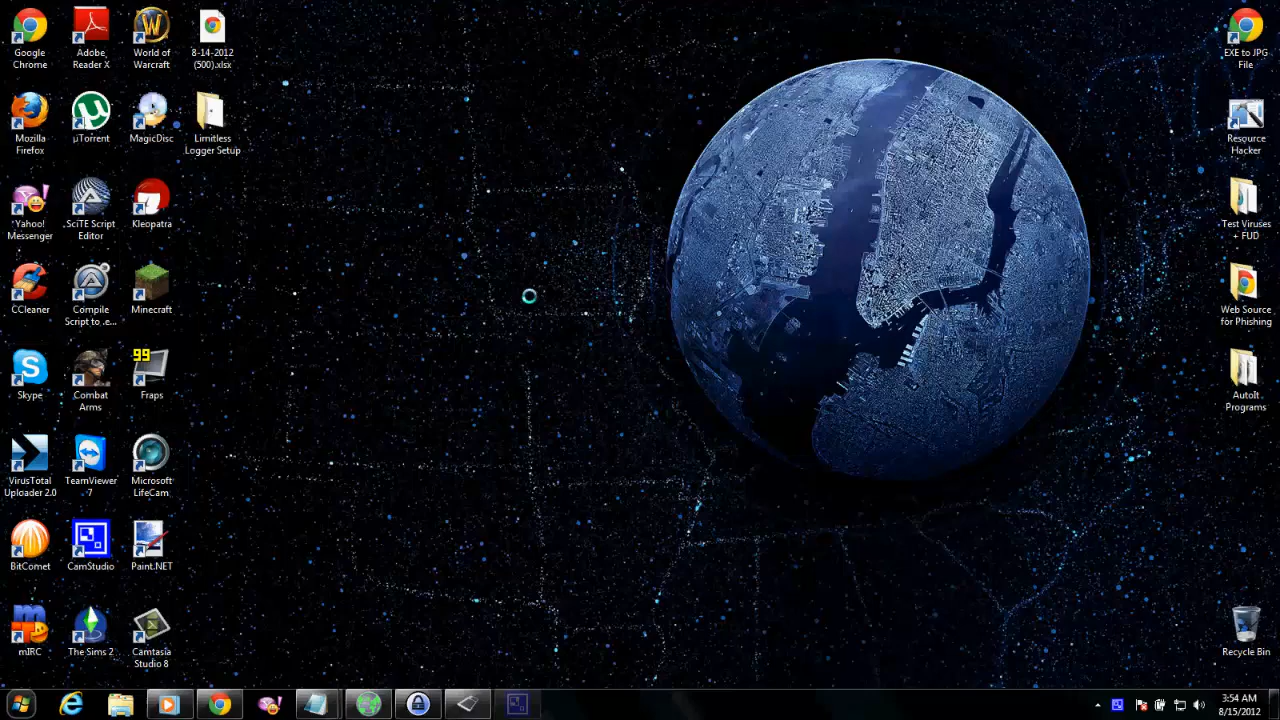 Google
Chrome
Adobe
Reader X
World of
Warcraft
8-14-2012
(500).xlsx
EXE to JPG
File
Mozilla
Firefox
µTorrent
MagicDisc
Limitless
Logger Setup
Resource
Hacker
Yahoo!
Messenger
SciTE Script
Editor
Kleopatra
Test Viruses
+ FUD
CCleaner
Compile
Script to .e...
Minecraft
Web Source
for Phishing
99
Skype
Combat
Arms
Fraps
AutoIt
Programs
VirusTotal
Uploader 2.0
TeamViewer
7
Microsoft
LifeCam
BitComet
CamStudio
Paint.NET
mIRC
The Sims 2
Camtasia
Studio 8
Recycle Bin
3:54 AM
8/15/2012